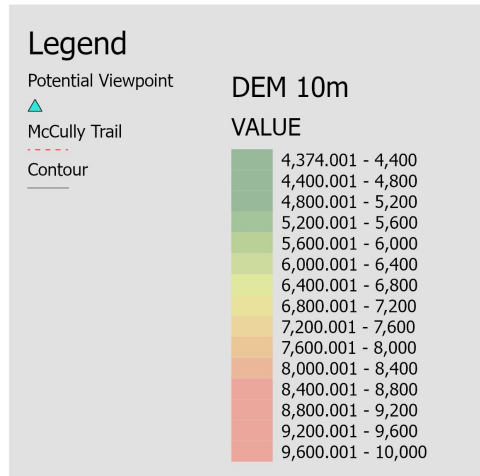 Legend
Potential Viewpoint
McCully Trail
Contour
DEM 10m
VALUE
4,374.001 - 4,400
4,400.001 - 4,800
4,800.001 - 5,200
5,200.001 - 5,600
5,600.001 - 6,000
6,000.001 - 6,400
6,400.001 - 6,800
6,800.001 - 7,200
7,200.001 - 7,600
7,600.001 - 8,000
8,000.001 - 8,400
8,400.001 - 8,800
8,800.001 - 9,200
9,200.001 - 9,600
9,600.001 - 10,000